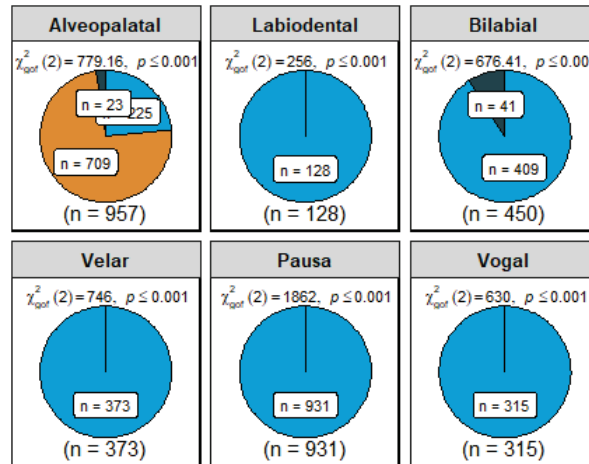 Alveopalatal
χ²gof (2) = 779.16, p ≤ 0.001
n = 23
225
n = 709
(n = 957)
Labiodental
χ²gof (2) = 256, p ≤ 0.001
n = 128
(n = 128)
Bilabial
χ²gof (2) = 676.41, p ≤ 0.00
n = 41
n = 409
(n = 450)
Velar
χ²gof (2) = 746, p ≤ 0.001
n = 373
(n = 373)
Pausa
χ²gof (2) = 1862, p ≤ 0.001
n = 931
(n = 931)
Vogal
χ²gof (2) = 630, p ≤ 0.001
n = 315
(n = 315)